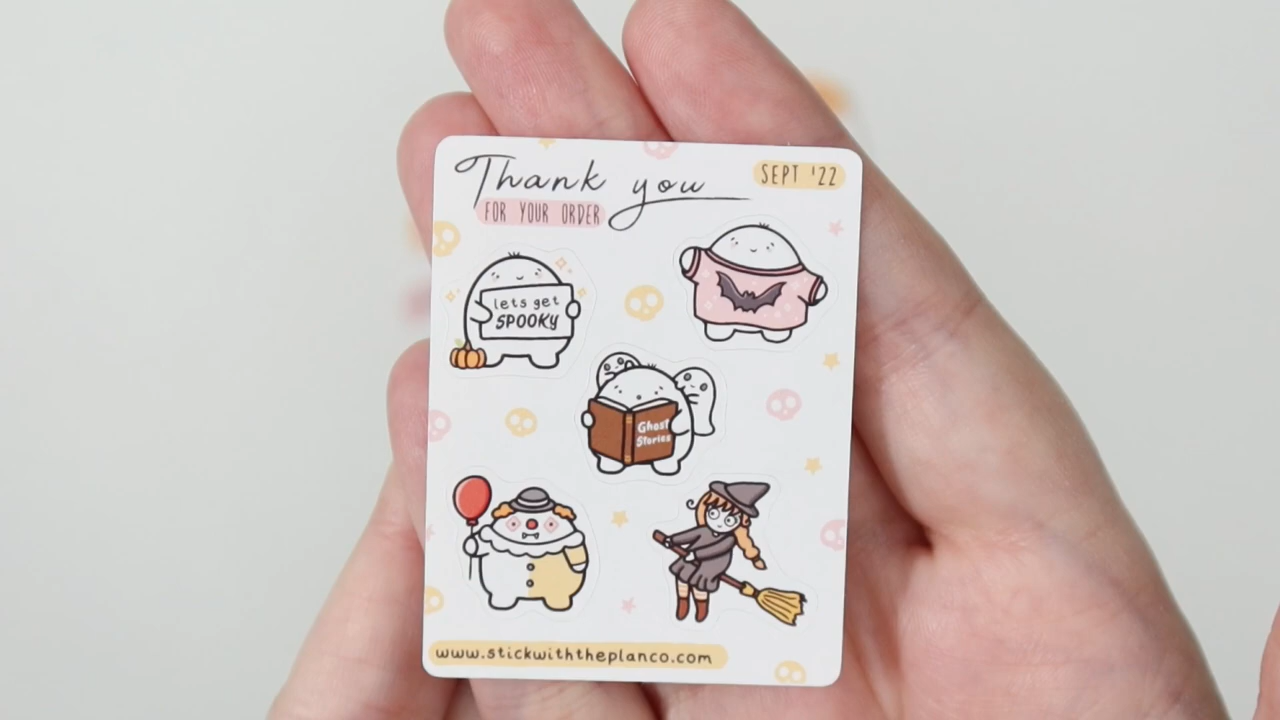 Thank you
SEPT '22
FOR YOUR ORDER
lets get
SPOOKY
Ghost
Stories
www.stickwiththeplanco.com